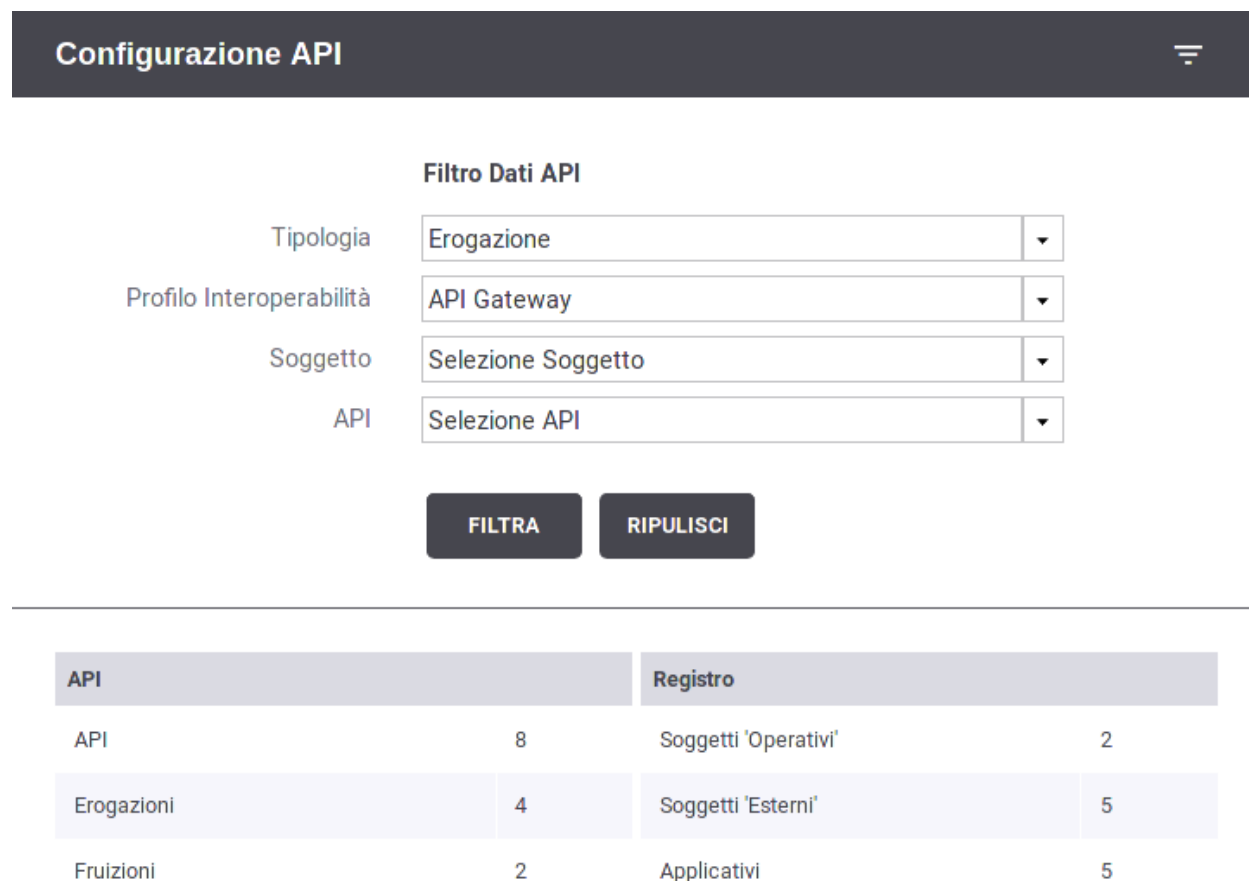 Configurazione API
Filtro Dati API
Tipologia Erogazione
Profilo Interoperabilità API Gateway
Soggetto Selezione Soggetto
API Selezione API
FILTRA RIPULISCI
API Registro
API 8 Soggetti 'Operativi' 2
Erogazioni 4 Soggetti 'Esterni' 5
Fruizioni 2 Applicativi 5